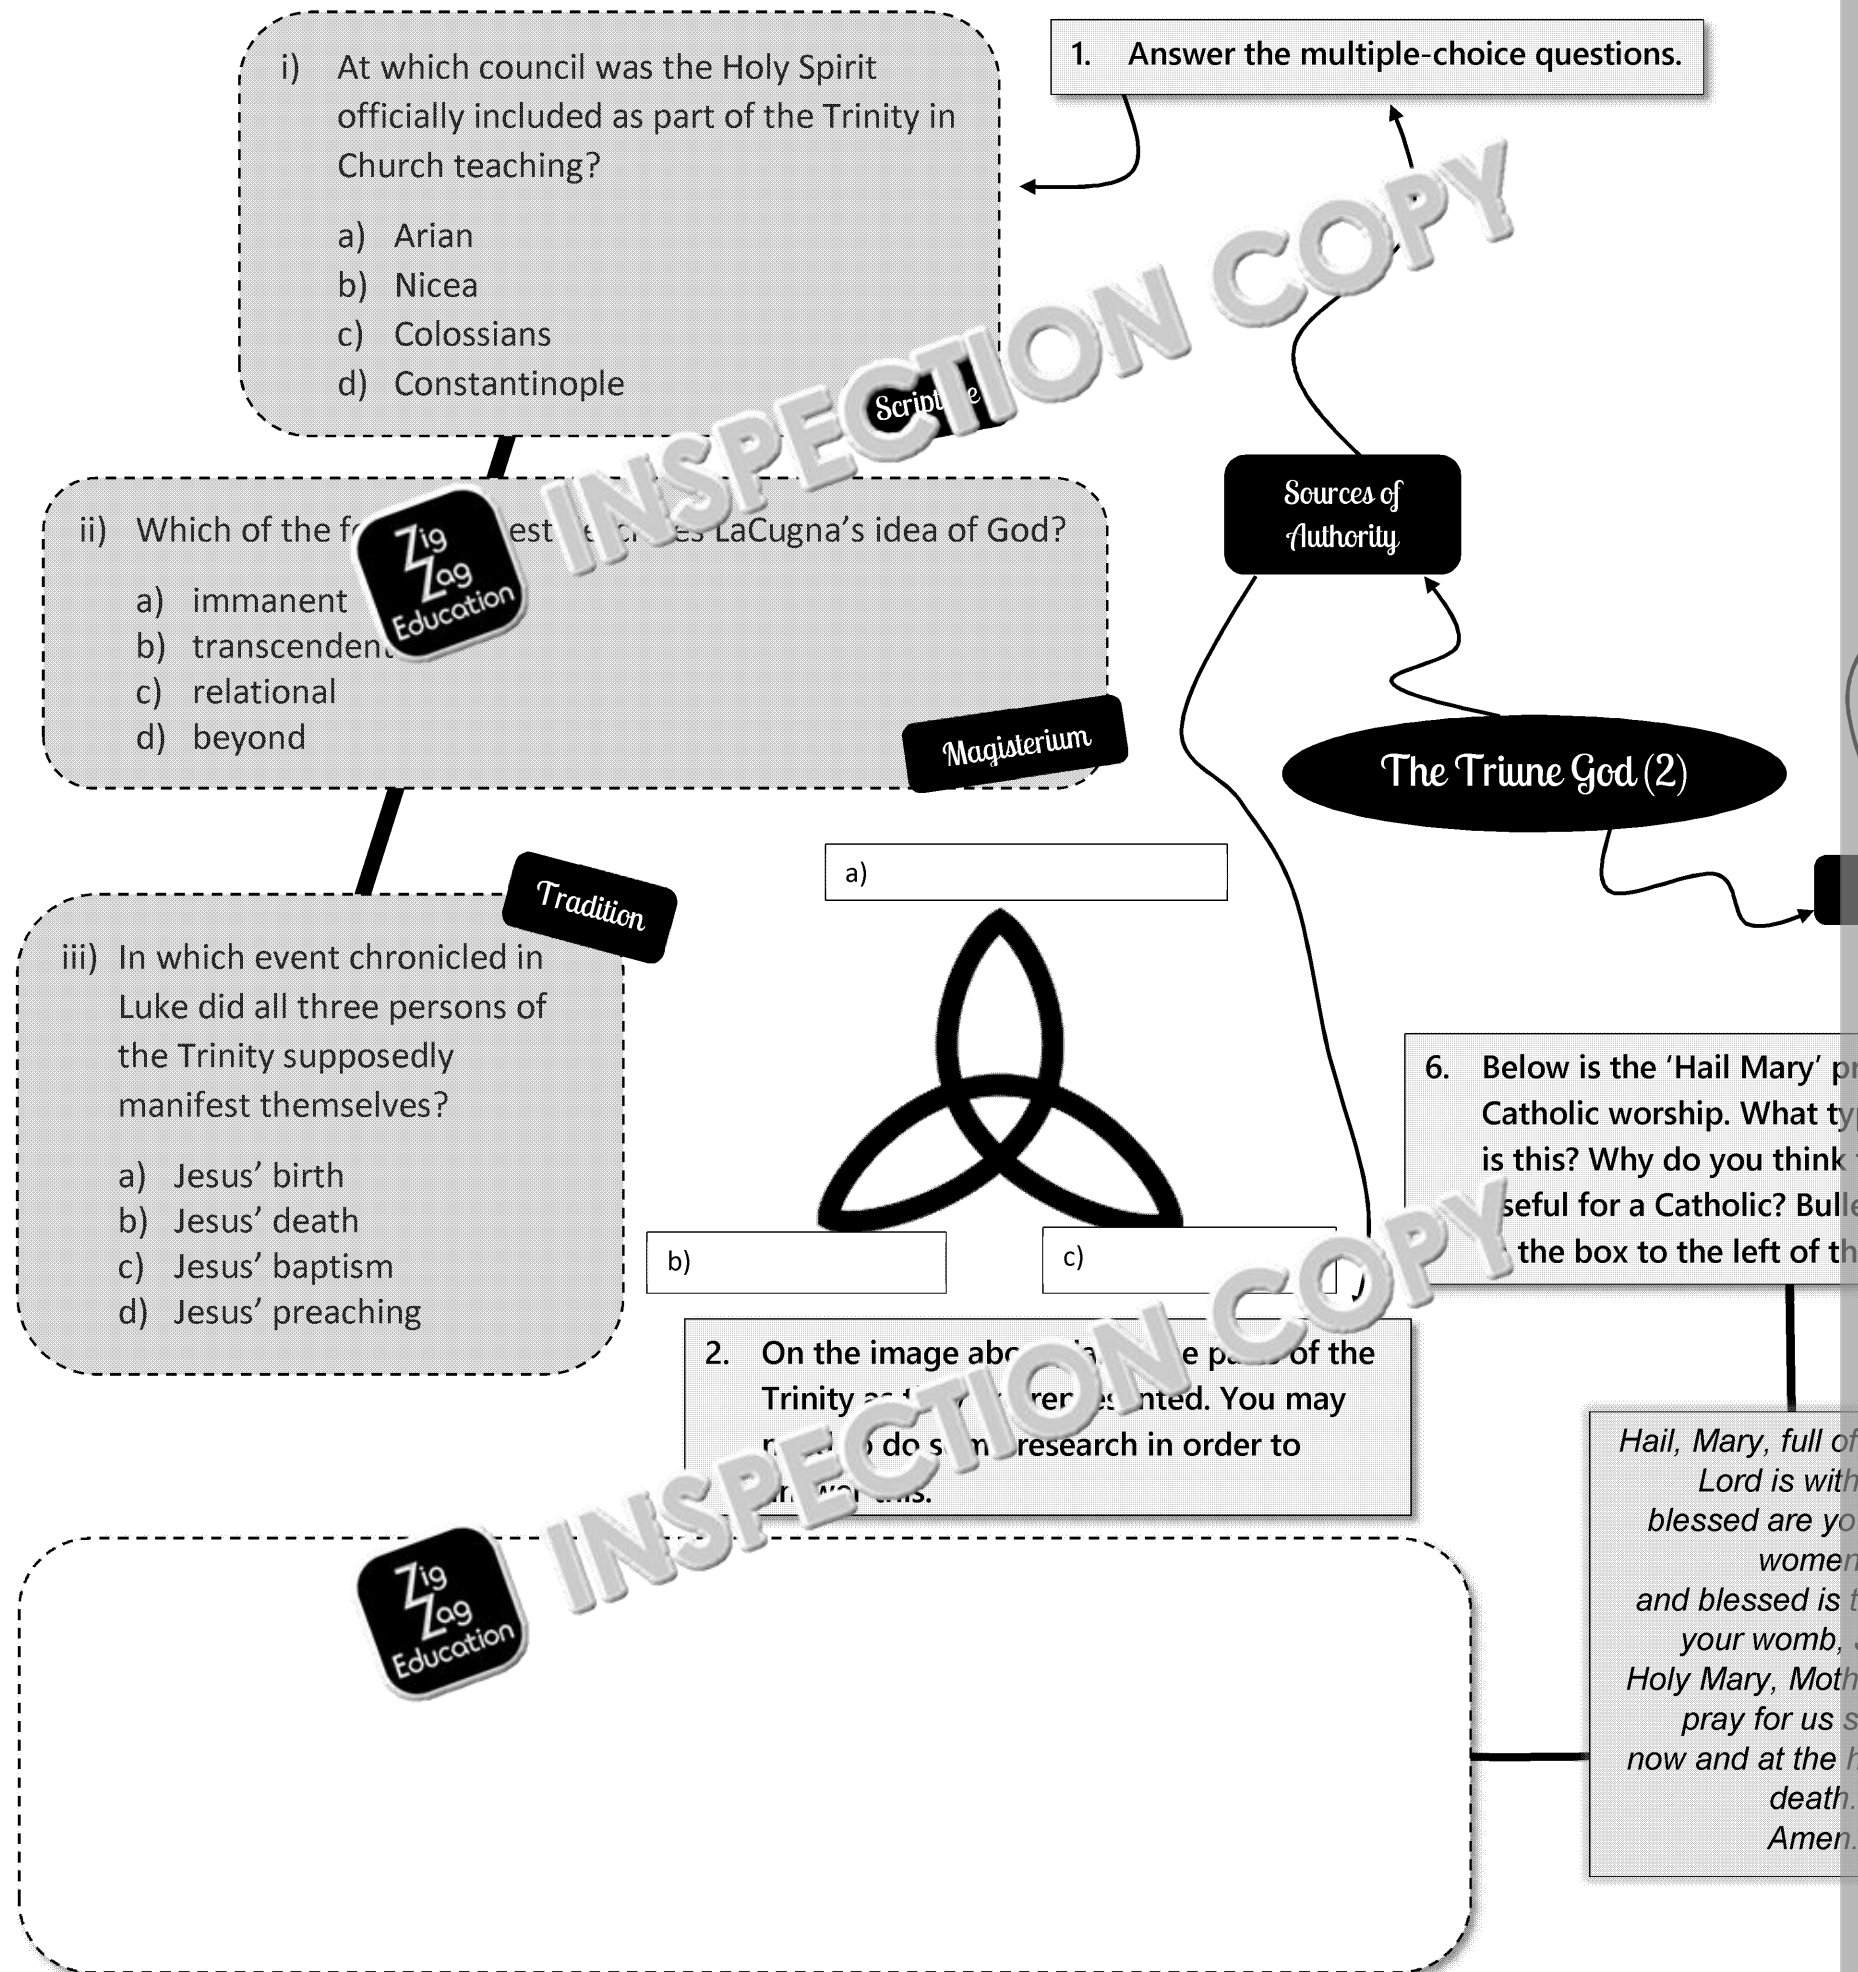 1. Answer the multiple-choice questions.
i) At which council was the Holy Spirit
officially included as part of the Trinity in
Church teaching?
a) Arian
b) Nicea
c) Colossians
d) Constantinople
INSPECTION COPY
Zig
Zag
Education
ii) Which of the LaCugna’s idea of God?
a) immanent
b) transcendent
c) relational
d) beyond
Magisterium
Sources of
Authority
The Triune God (2)
Tradition
iii) In which event chronicled in
Luke did all three persons of
the Trinity supposedly
manifest themselves?
a) Jesus’ birth
b) Jesus’ death
c) Jesus’ baptism
d) Jesus’ preaching
a)
b)
c)
2. On the image of the
Trinity You may
do research in order to
6. Below is the ‘Hail Mary’
Catholic worship. What
is this? Why do you think
for a Catholic?
the box to the left of
INSPECTION COPY
Zig
Zag
Education
Hail, Mary, full of
Lord is
blessed are
and blessed is
your womb,
Holy Mary,
pray for us
now and at the
death.
Amen.